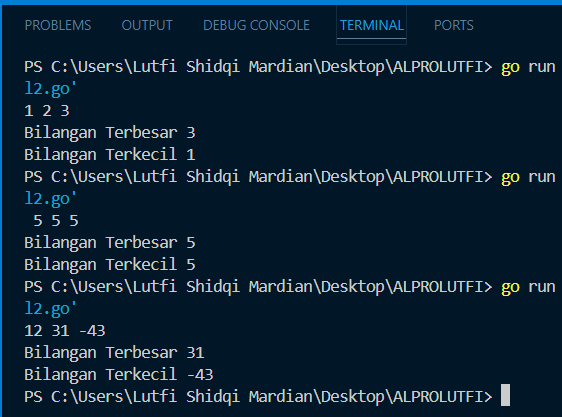 PROBLEMS OUTPUT DEBUG CONSOLE TERMINAL PORTS
PS C:\Users\Lutfi Shidqi Mardian\Desktop\ALPROLUTFI> go run
l2.go'
1 2 3
Bilangan Terbesar 3
Bilangan Terkecil 1
PS C:\Users\Lutfi Shidqi Mardian\Desktop\ALPROLUTFI> go run
l2.go'
5 5 5
Bilangan Terbesar 5
Bilangan Terkecil 5
PS C:\Users\Lutfi Shidqi Mardian\Desktop\ALPROLUTFI> go run
l2.go'
12 31 -43
Bilangan Terbesar 31
Bilangan Terkecil -43
PS C:\Users\Lutfi Shidqi Mardian\Desktop\ALPROLUTFI>